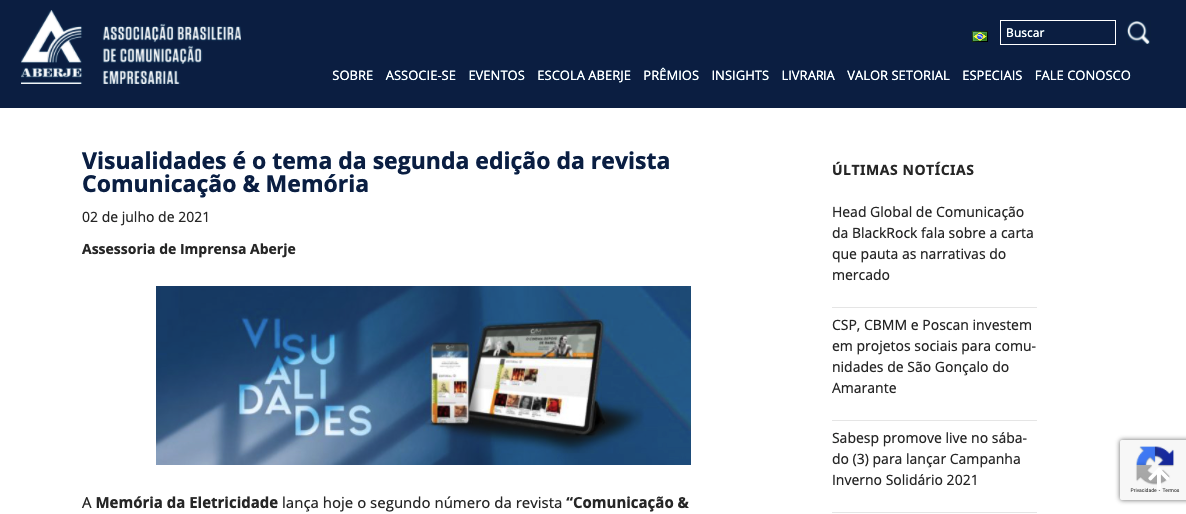 ASSOCIAÇÃO BRASILEIRA
DE COMUNICAÇÃO
EMPRESARIAL
ABERJE
Buscar
SOBRE ASSOCIE-SE EVENTOS ESCOLA ABERJE PRÊMIOS INSIGHTS LIVRARIA VALOR SETORIAL ESPECIAIS FALE CONOSCO
Visualidades é o tema da segunda edição da revista
Comunicação & Memória
02 de julho de 2021
Assessoria de Imprensa Aberje
VI
SU
A
LI
DA
DES
A Memória da Eletricidade lança hoje o segundo número da revista “Comunicação &
ÚLTIMAS NOTÍCIAS
Head Global de Comunicação
da BlackRock fala sobre a carta
que pauta as narrativas do
mercado
CSP, CBMM e Poscan investem
em projetos sociais para comu-
nidades de São Gonçalo do
Amarante
Sabesp promove live no sába-
do (3) para lançar Campanha
Inverno Solidário 2021
Privacidade - Termos